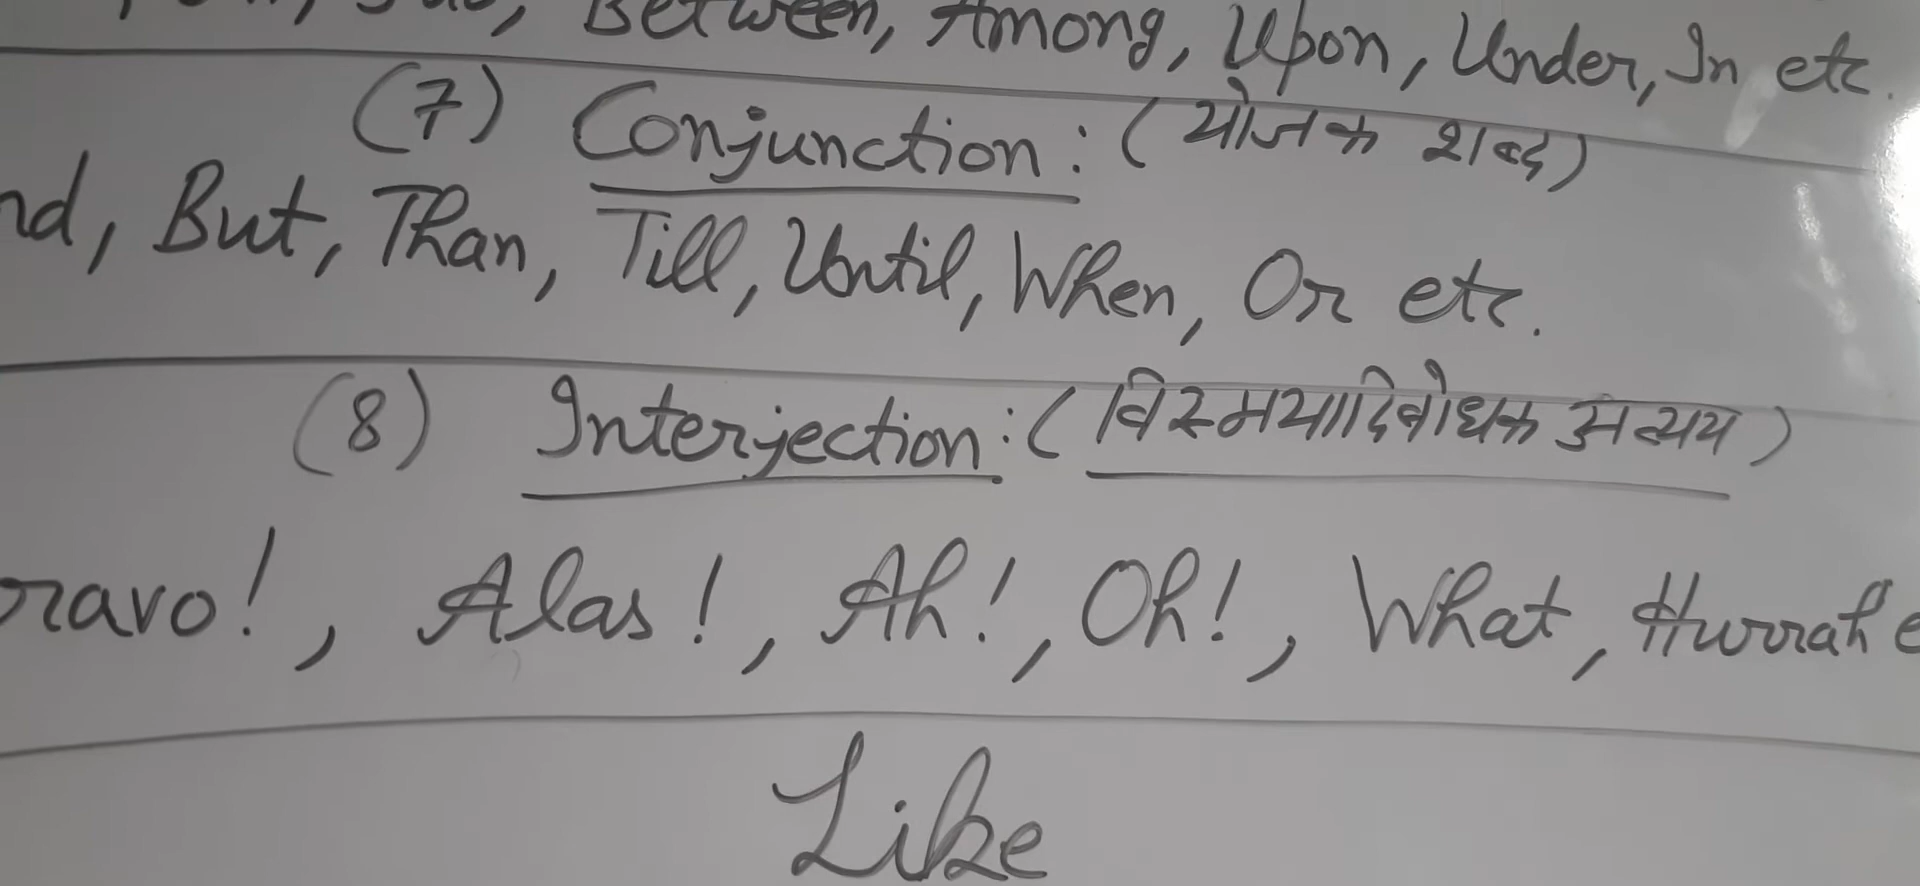 Between, Among, Upon, Under, In etc.
(7) Conjunction : (योजक शब्द)
nd, But, Than, Till, Until, When, Or etc.
(8) Interjection : (विस्मयादिबोधक अव्यय)
ravo!, Alas!, Ah!, Oh!, What, Hurrah e
Like